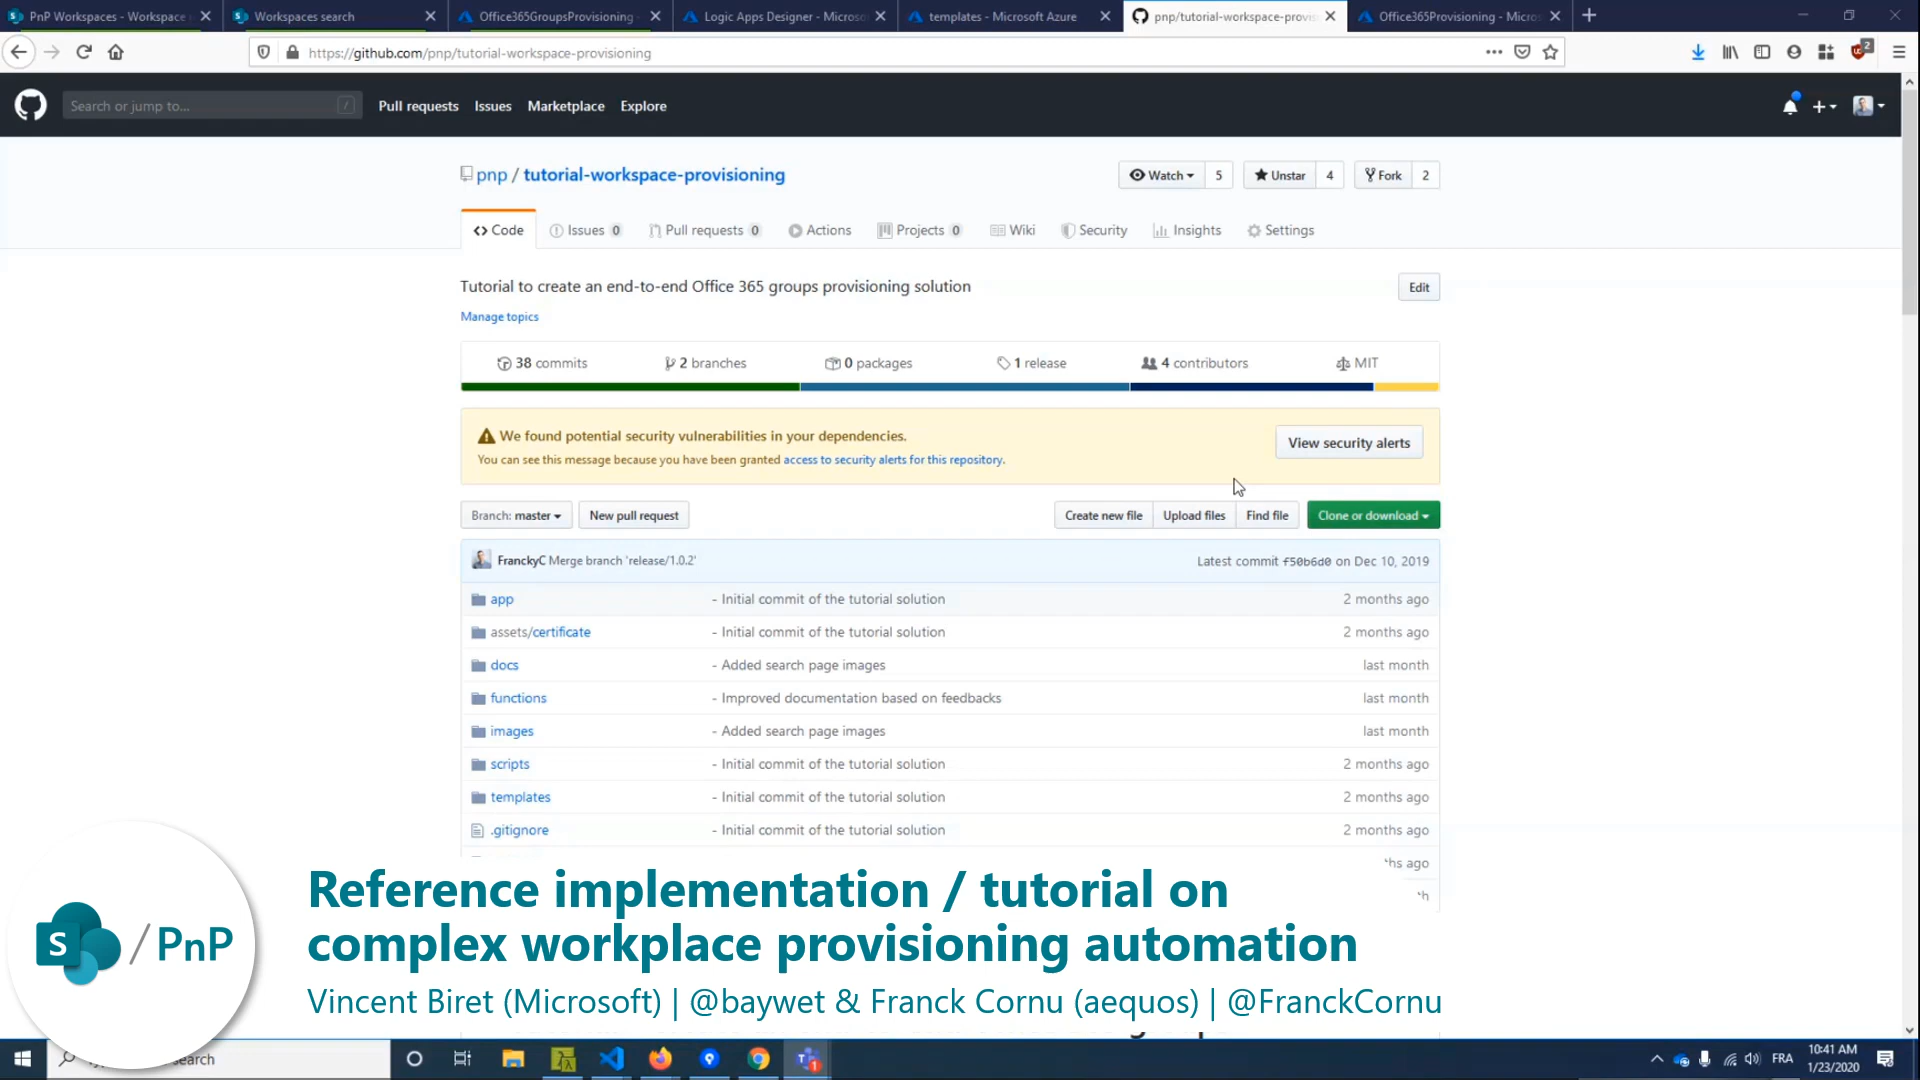 PnP Workspaces - Workspace
Workspaces search
Office365GroupsProvisioning -
Logic Apps Designer - Microso
templates - Microsoft Azure
pnp/tutorial-workspace-provis
Office365Provisioning - Micros
https://github.com/pnp/tutorial-workspace-provisioning
2
Search or jump to...
/
Pull requests
Issues
Marketplace
Explore
pnp / tutorial-workspace-provisioning
Watch 5
Unstar 4
Fork 2
Code
Issues 0
Pull requests 0
Actions
Projects 0
Wiki
Security
Insights
Settings
Tutorial to create an end-to-end Office 365 groups provisioning solution
Edit
Manage topics
38 commits
2 branches
0 packages
1 release
4 contributors
MIT
We found potential security vulnerabilities in your dependencies.
You can see this message because you have been granted access to security alerts for this repository.
View security alerts
Branch: master
New pull request
Create new file
Upload files
Find file
Clone or download
FranckyC Merge branch 'release/1.0.2'
Latest commit f50b6d0 on Dec 10, 2019
app - Initial commit of the tutorial solution 2 months ago
assets/certificate - Initial commit of the tutorial solution 2 months ago
docs - Added search page images last month
functions - Improved documentation based on feedbacks last month
images - Added search page images last month
scripts - Initial commit of the tutorial solution 2 months ago
templates - Initial commit of the tutorial solution 2 months ago
.gitignore - Initial commit of the tutorial solution 2 months ago
ths ago
S / PnP
Reference implementation / tutorial on
complex workplace provisioning automation
Vincent Biret (Microsoft) | @baywet & Franck Cornu (aequos) | @FranckCornu
search
1
FRA
10:41 AM
1/23/2020